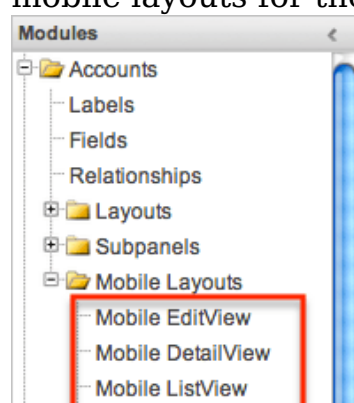 mobile layouts for the
Modules
Accounts
Labels
Fields
Relationships
Layouts
Subpanels
Mobile Layouts
Mobile EditView
Mobile DetailView
Mobile ListView